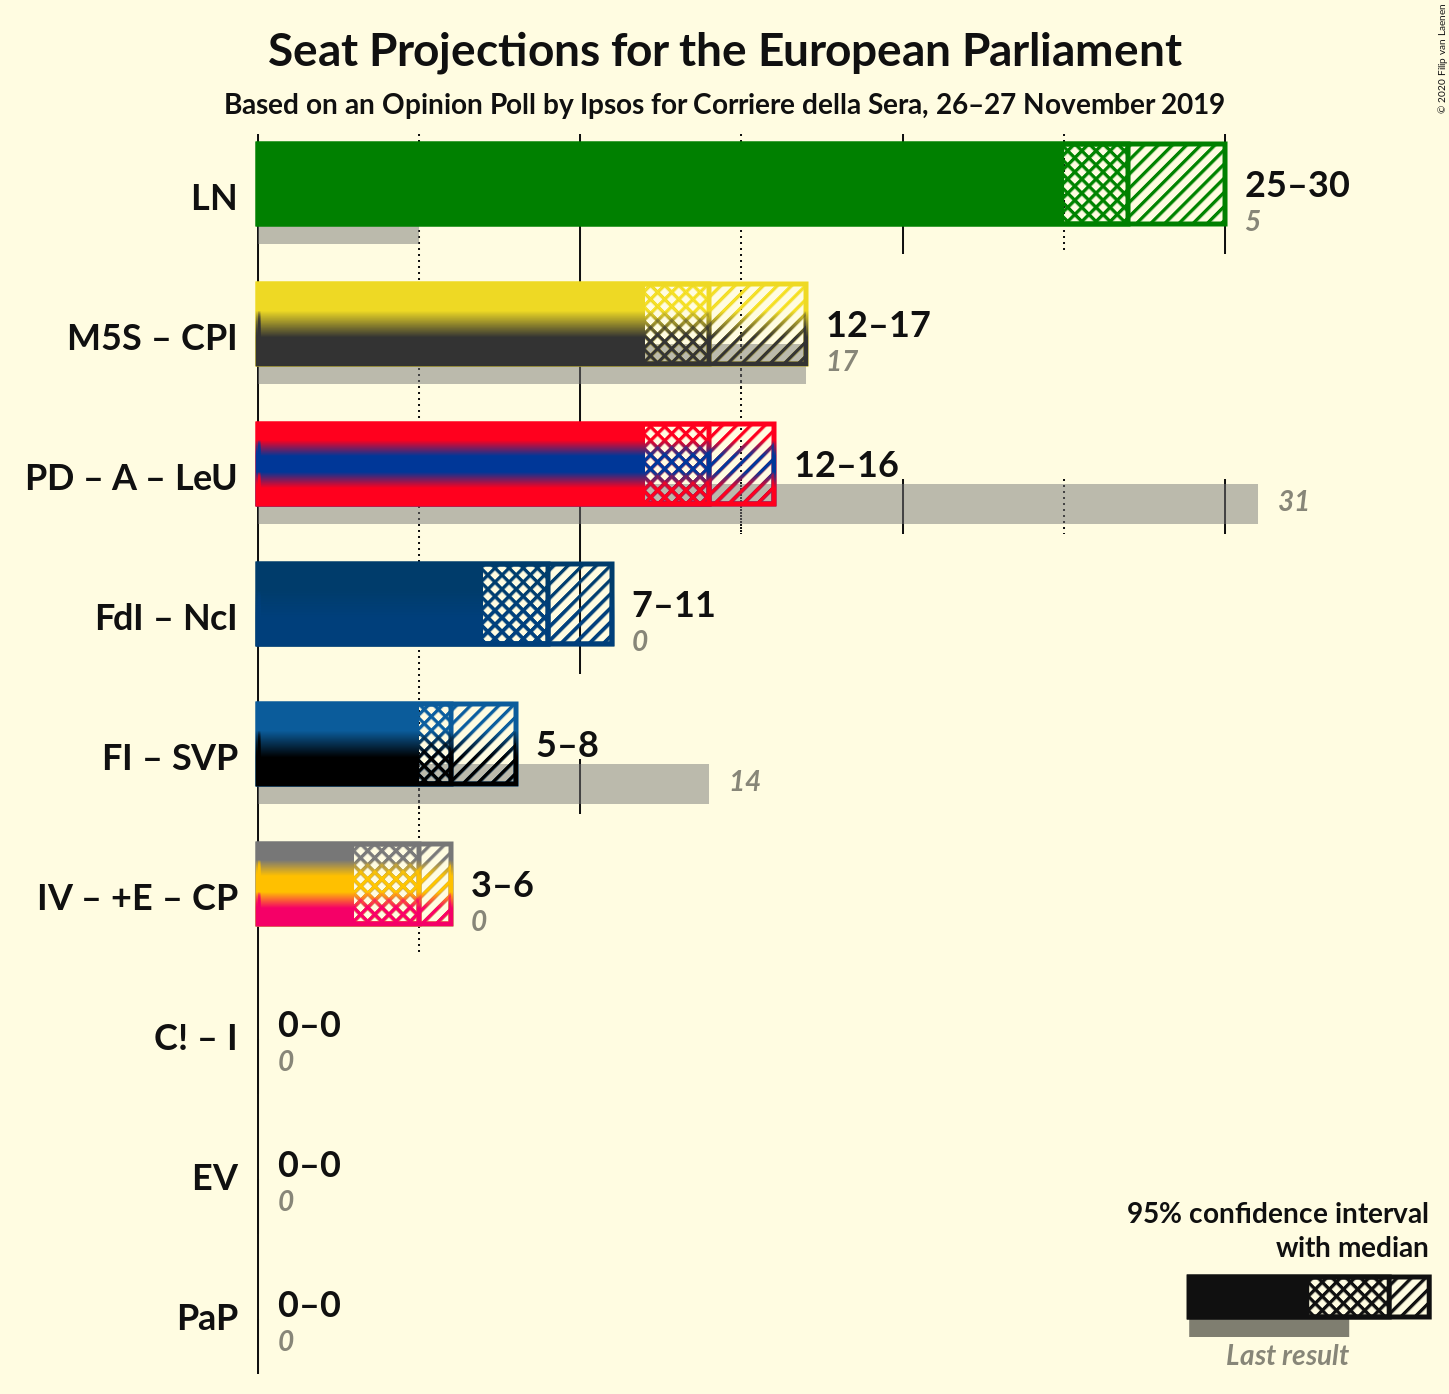 Seat Projections for the European Parliament
Based on an Opinion Poll by Ipsos for Corriere della Sera, 26–27 November 2019
© 2020 Filip van Laenen
LN
25–30
5
M5S – CPI
12–17
17
PD – A – LeU
12–16
31
FdI – NcI
7–11
0
FI – SVP
5–8
14
IV – +E – CP
3–6
0
C! – I
0–0
0
EV
0–0
0
PaP
0–0
0
95% confidence interval
with median
Last result